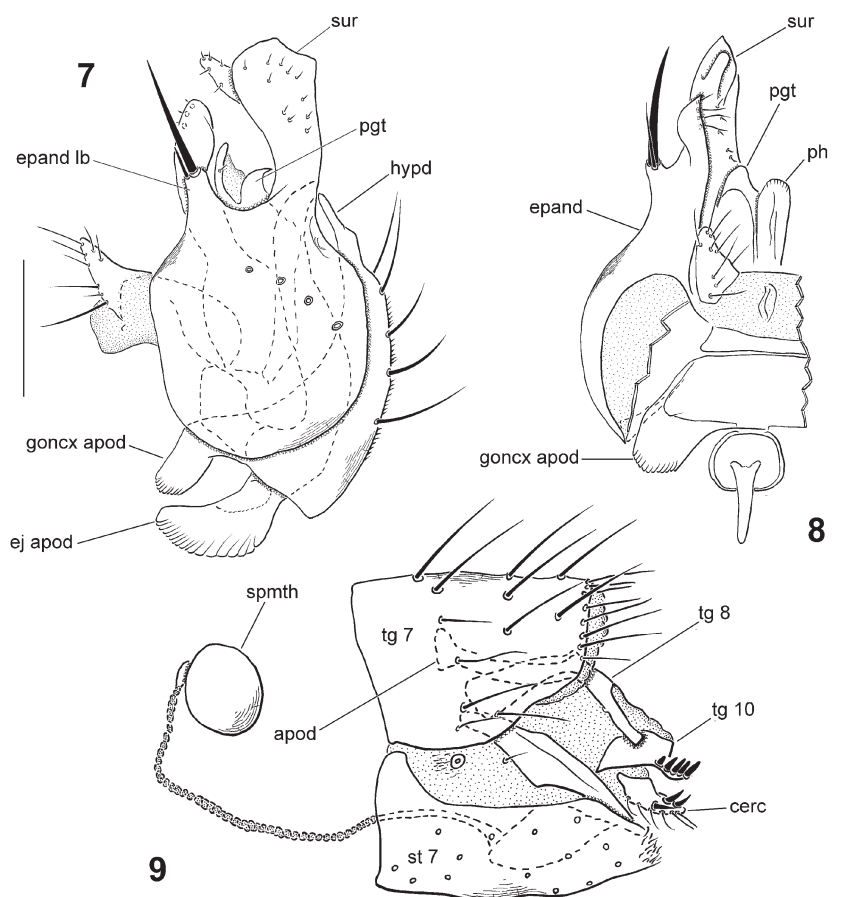 7
sur
pgt
epand lb
hypd
goncx apod
ej apod
sur
pgt
ph
epand
goncx apod
8
spmth
tg 7
tg 8
tg 10
apod
cerc
st 7
9